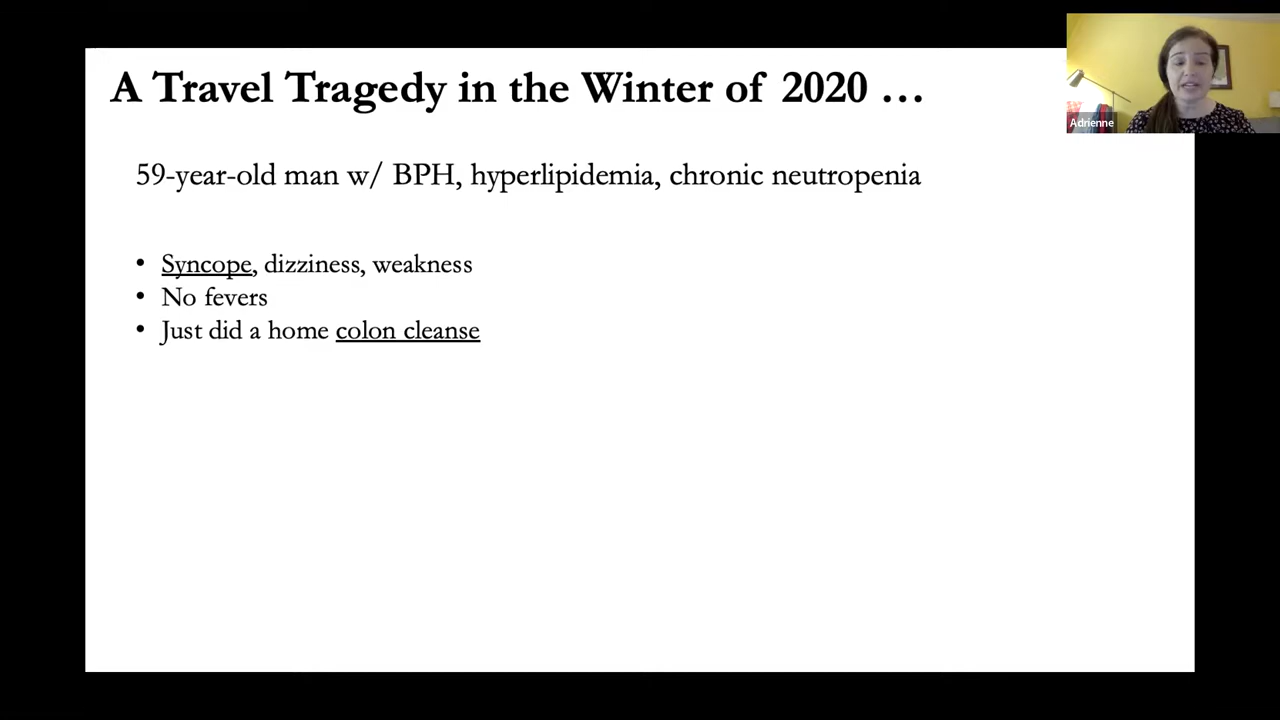 A Travel Tragedy in the Winter of 2020 …
Adrienne
59-year-old man w/ BPH, hyperlipidemia, chronic neutropenia
• Syncope, dizziness, weakness
• No fevers
• Just did a home colon cleanse